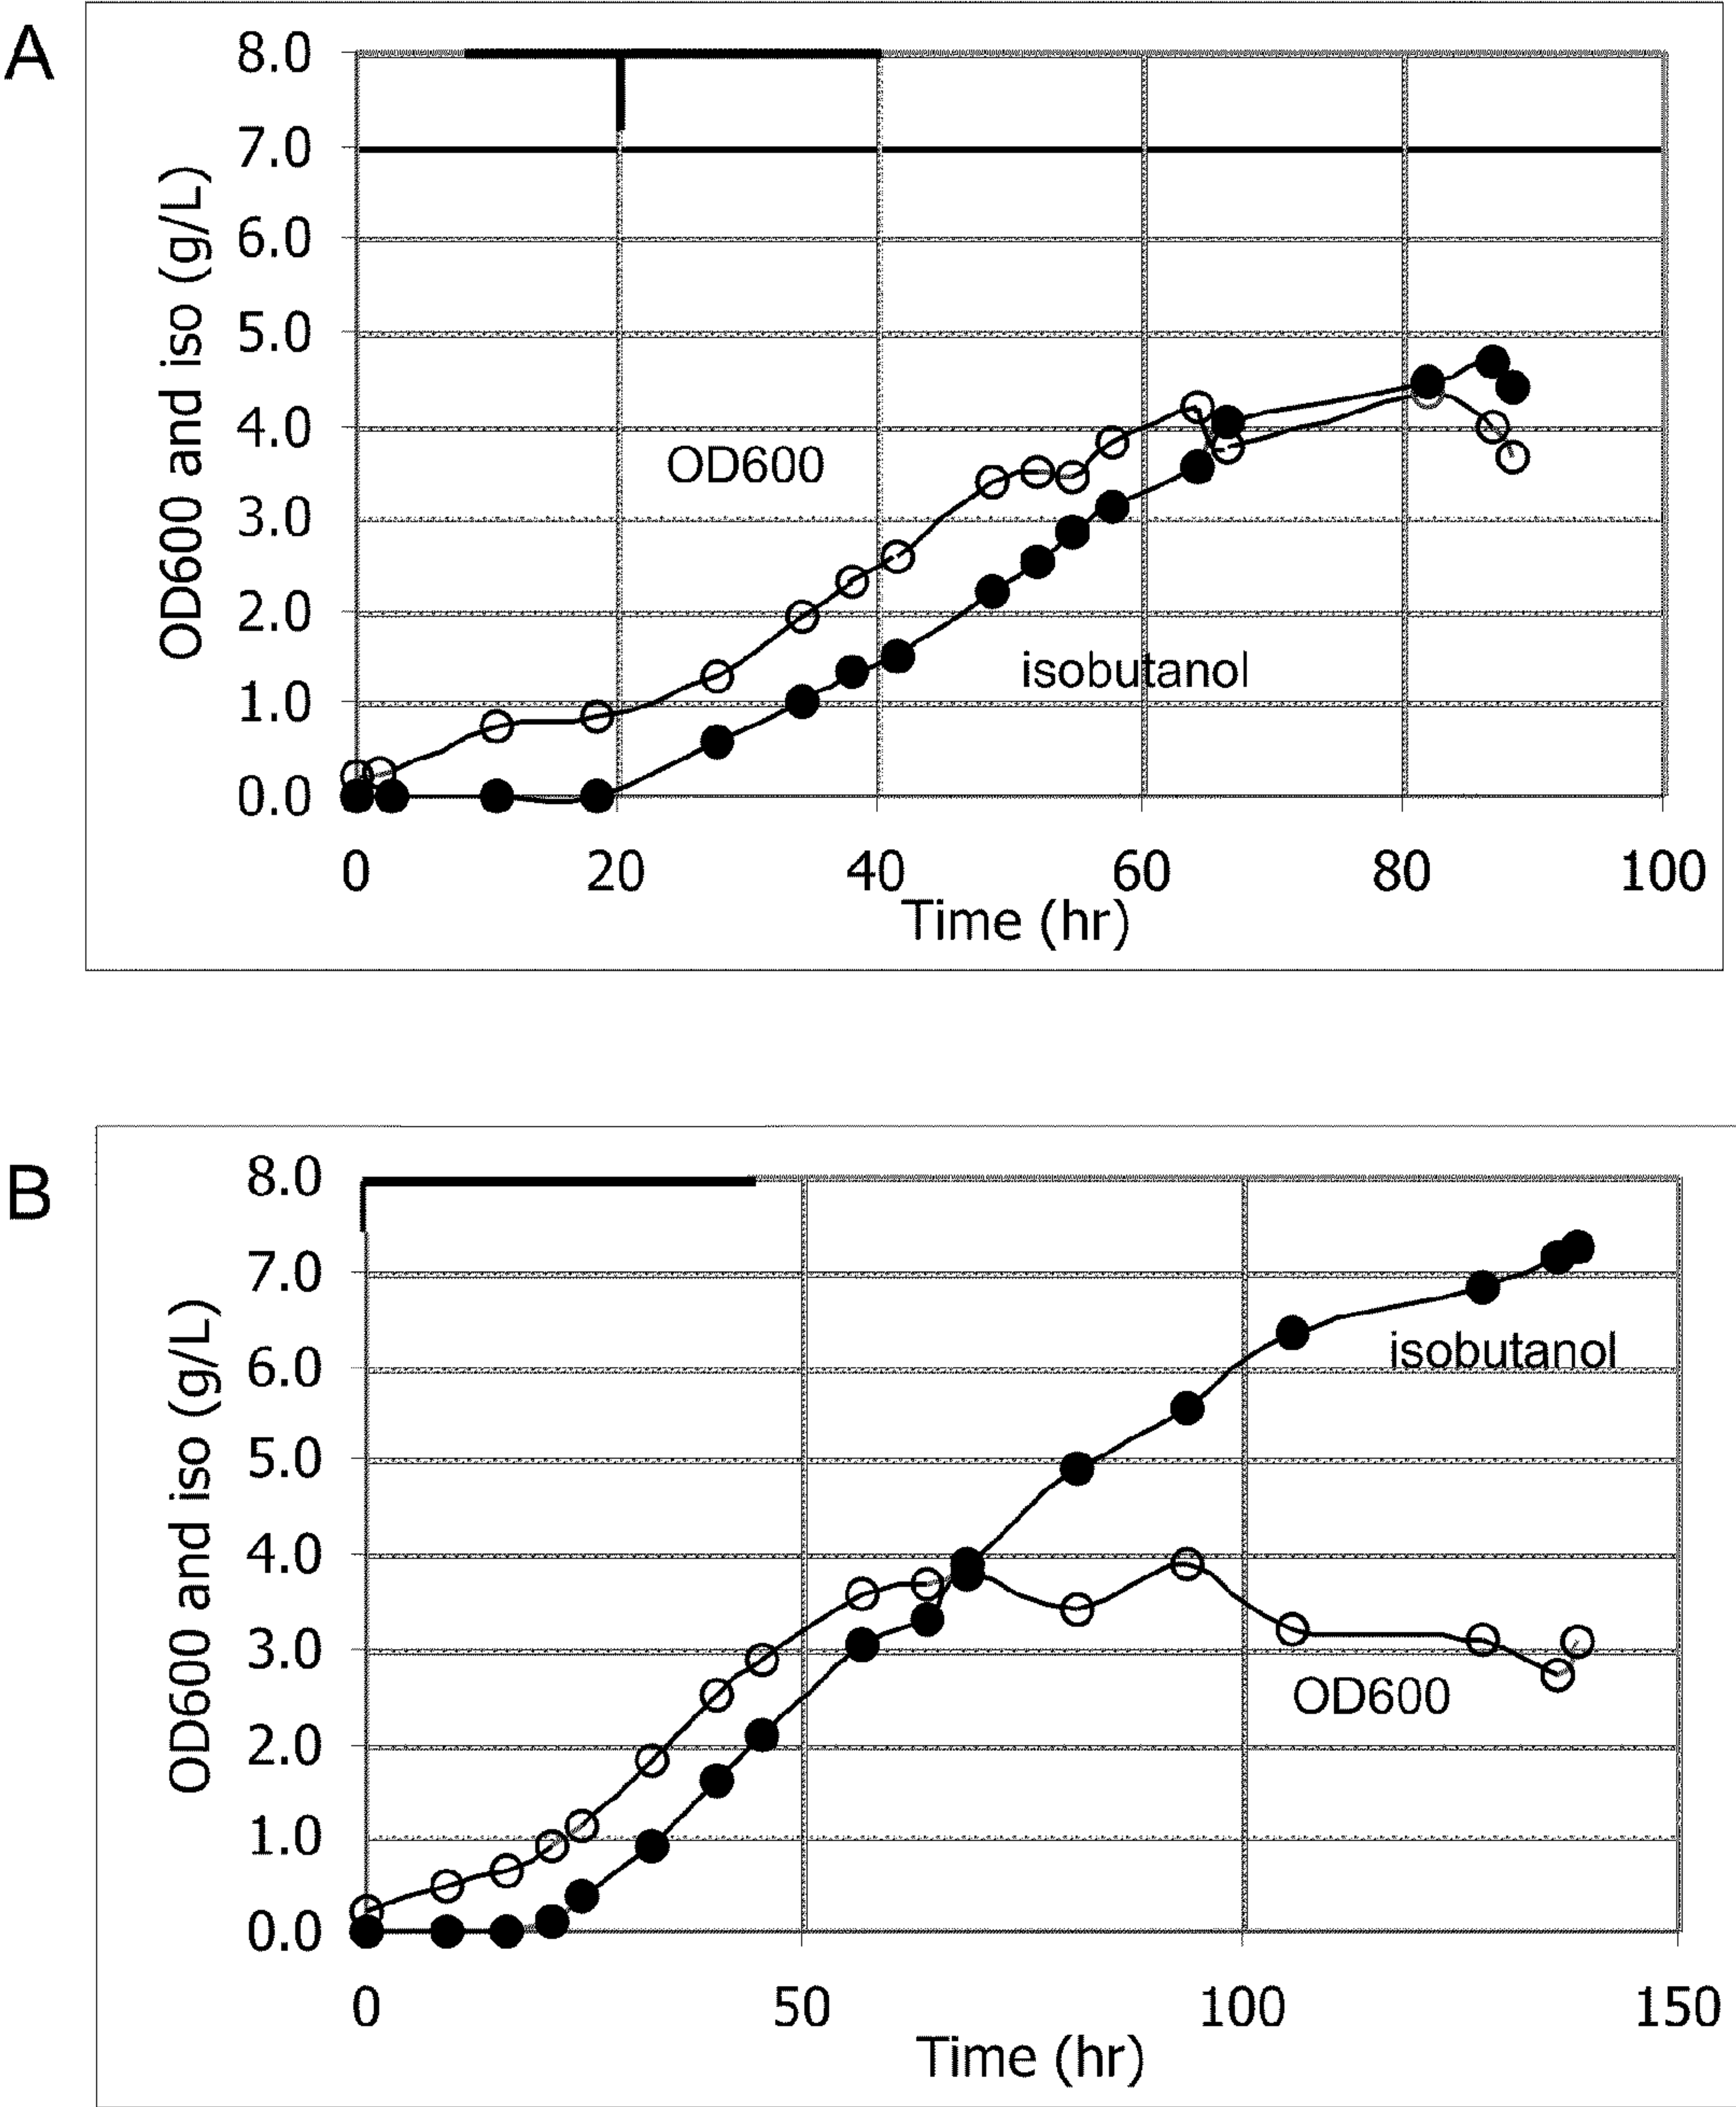 A
8.0
7.0
6.0
5.0
4.0
3.0
2.0
1.0
0.0
OD600 and iso (g/L)
OD600
isobutanol
0 20 40 60 80 100
Time (hr)
B
8.0
7.0
6.0
5.0
4.0
3.0
2.0
1.0
0.0
OD600 and iso (g/L)
isobutanol
OD600
0 50 100 150
Time (hr)